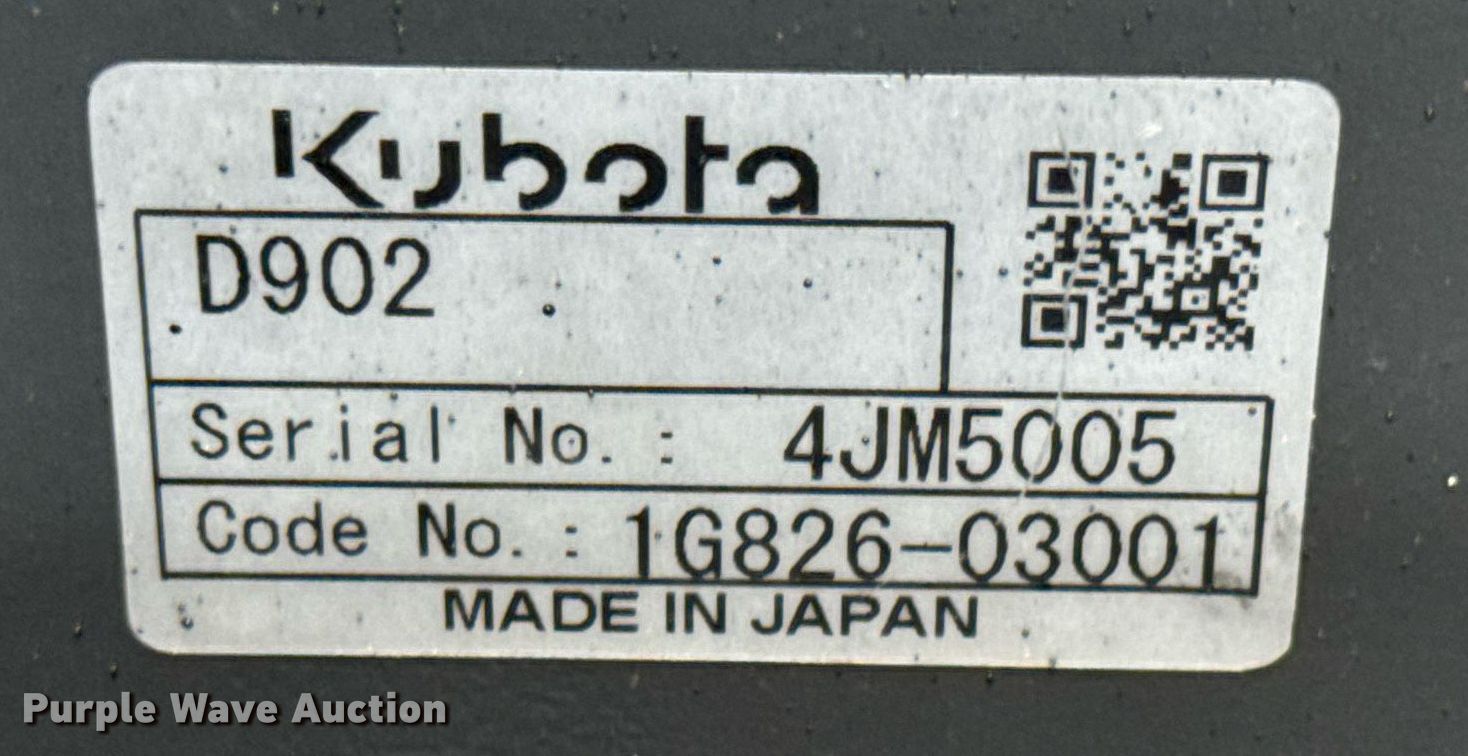 Kubota
D902
Serial No. : 4JM5005
Code No. : 1G826-03001
MADE IN JAPAN
Purple Wave Auction